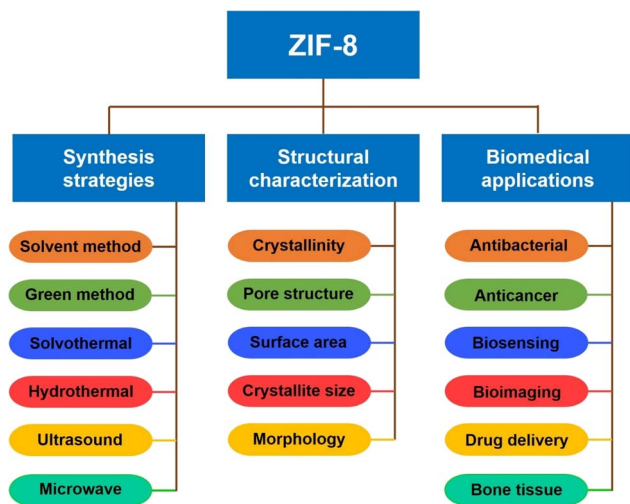 ZIF-8
Synthesis
strategies
Structural
characterization
Biomedical
applications
Solvent method
Green method
Solvothermal
Hydrothermal
Ultrasound
Microwave
Crystallinity
Pore structure
Surface area
Crystallite size
Morphology
Antibacterial
Anticancer
Biosensing
Bioimaging
Drug delivery
Bone tissue